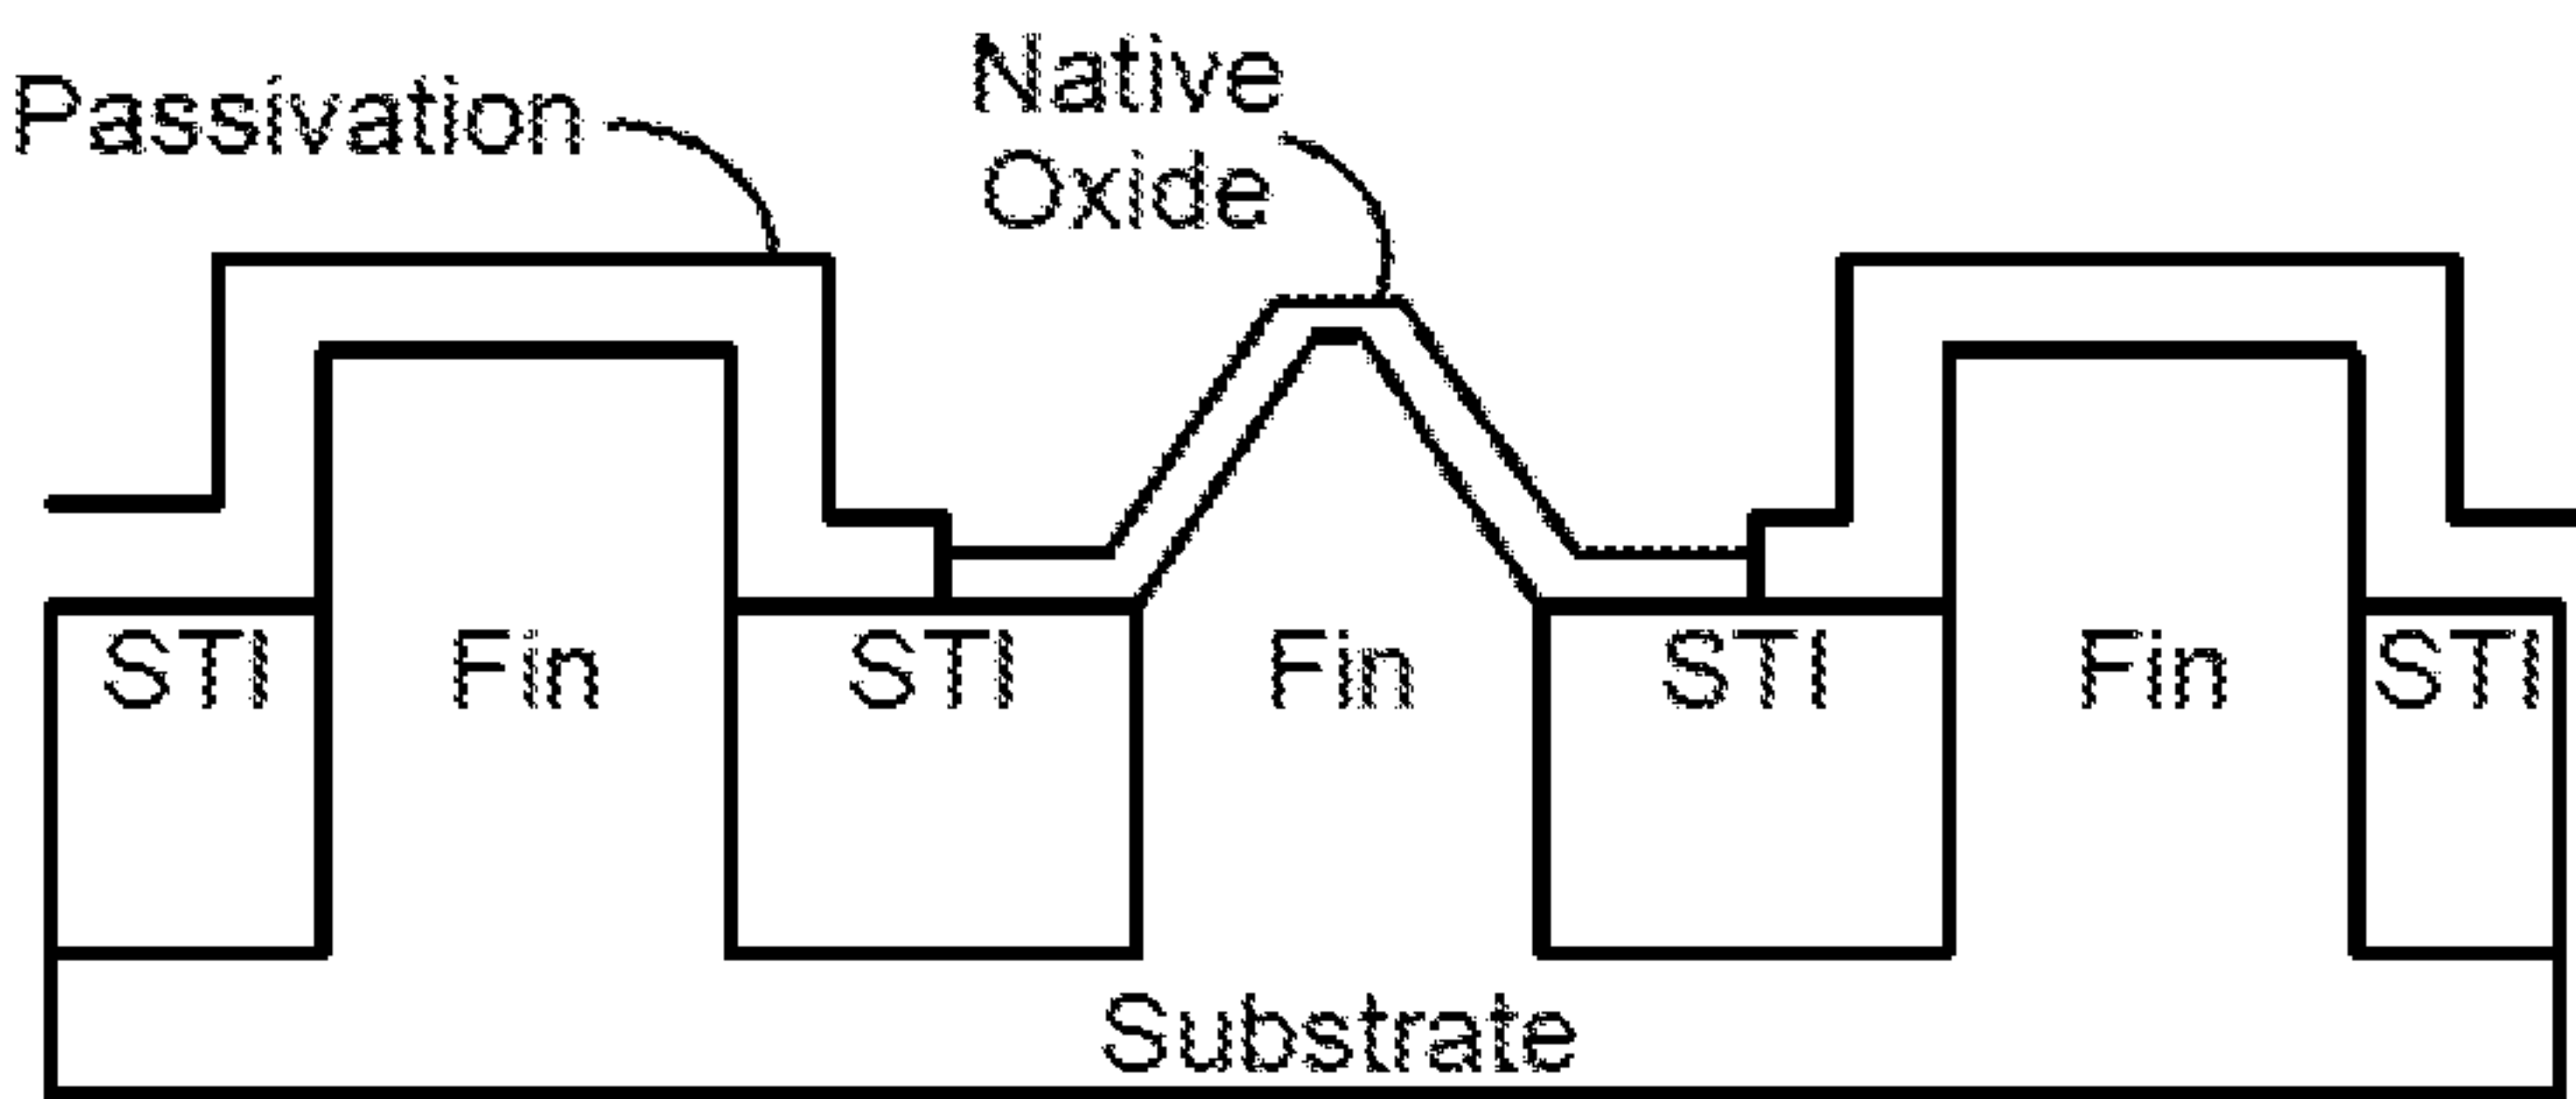 Passivation
Native
Oxide
STI
Fin
STI
Fin
STI
Fin
STI
Substrate